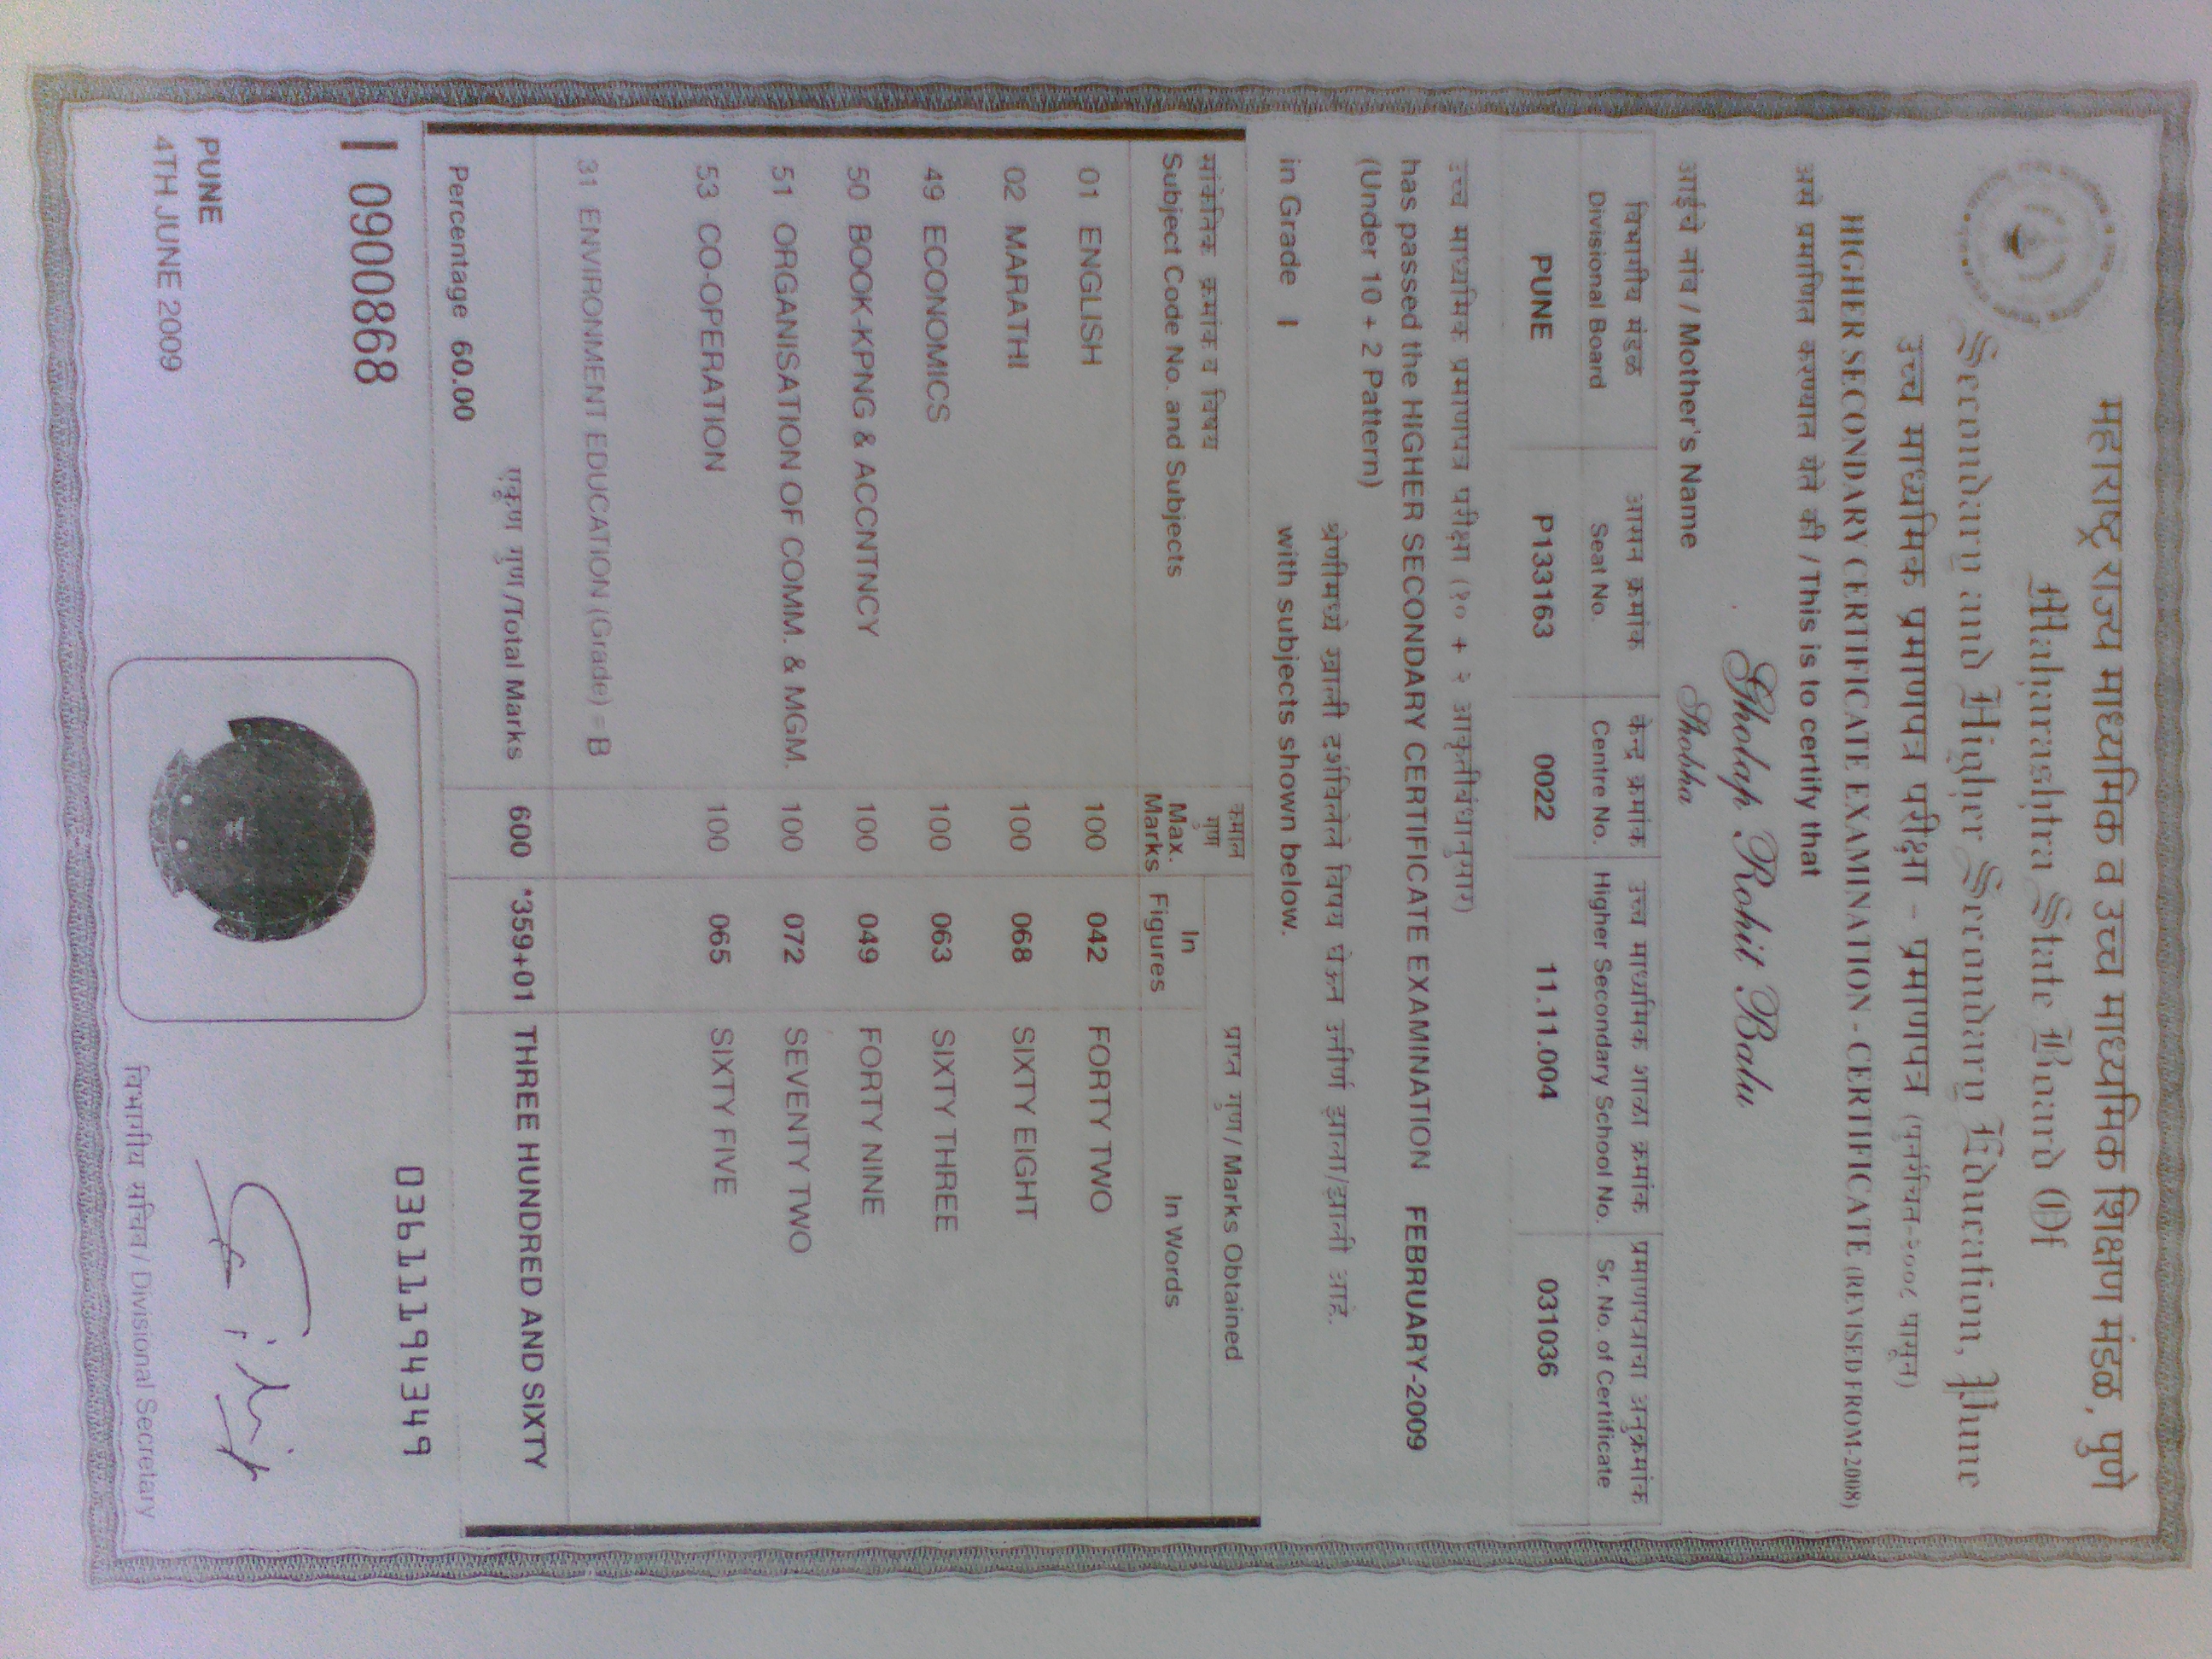 महाराष्ट्र राज्य माध्यमिक व उच्च माध्यमिक शिक्षण मंडळ, पुणे
Maharashtra State Board Of
Secondary and Higher Secondary Education, Pune
उच्च माध्यमिक प्रमाणपत्र परीक्षा - प्रमाणपत्र (पुनर्रचित-२००८ पासून)
HIGHER SECONDARY CERTIFICATE EXAMINATION - CERTIFICATE (REVISED FROM-2008)
असे प्रमाणित करण्यात येते की / This is to certify that
Gholap Rohit Balu
आईचे नांव / Mother's Name Shobha
विभागीय मंडळ आसन क्रमांक केन्द्र क्रमांक उच्च माध्यमिक शाळा क्रमांक प्रमाणपत्राचा अनुक्रमांक
Divisional Board Seat No. Centre No. Higher Secondary School No. Sr. No. of Certificate
PUNE P133163 0022 11.11.004 031036
उच्च माध्यमिक प्रमाणपत्र परीक्षा (१० + २ आकृतीबंधानुसार)
has passed the HIGHER SECONDARY CERTIFICATE EXAMINATION FEBRUARY-2009
(Under 10 + 2 Pattern)
श्रेणीमध्ये खाली दर्शविलेले विषय घेऊन उत्तीर्ण झाला/झाली आहे.
in Grade I with subjects shown below.
सांकेतिक क्रमांक व विषय कमाल गुण प्राप्त गुण / Marks Obtained
Subject Code No. and Subjects Max. Marks In Figures In Words
01 ENGLISH 100 042 FORTY TWO
02 MARATHI 100 068 SIXTY EIGHT
49 ECONOMICS 100 063 SIXTY THREE
50 BOOK-KPNG & ACCNTNCY 100 049 FORTY NINE
51 ORGANISATION OF COMM. & MGM. 100 072 SEVENTY TWO
53 CO-OPERATION 100 065 SIXTY FIVE
31 ENVIRONMENT EDUCATION (Grade) = B
एकूण गुण /Total Marks 600 *359+01 THREE HUNDRED AND SIXTY
Percentage 60.00
I 0900868 03611194349
PUNE
4TH JUNE 2009
विभागीय सचिव / Divisional Secretary